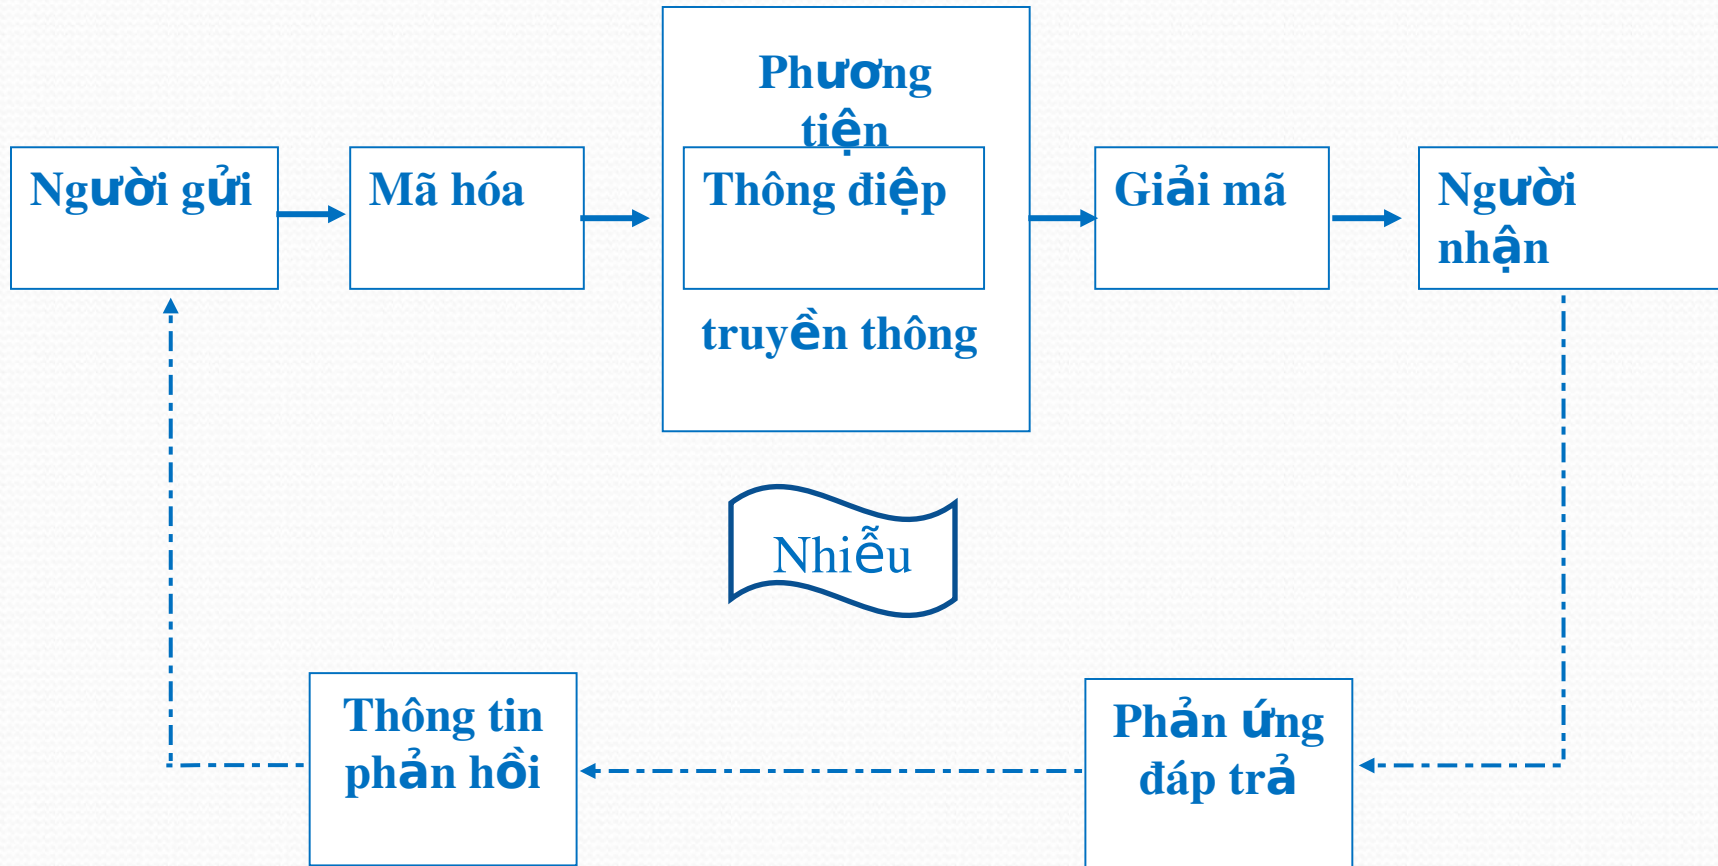 Phương
tiện
Người gửi
Mã hóa
Thông điệp
Giải mã
Người
nhận
truyền thông
Nhiễu
Thông tin
phản hồi
Phản ứng
đáp trả